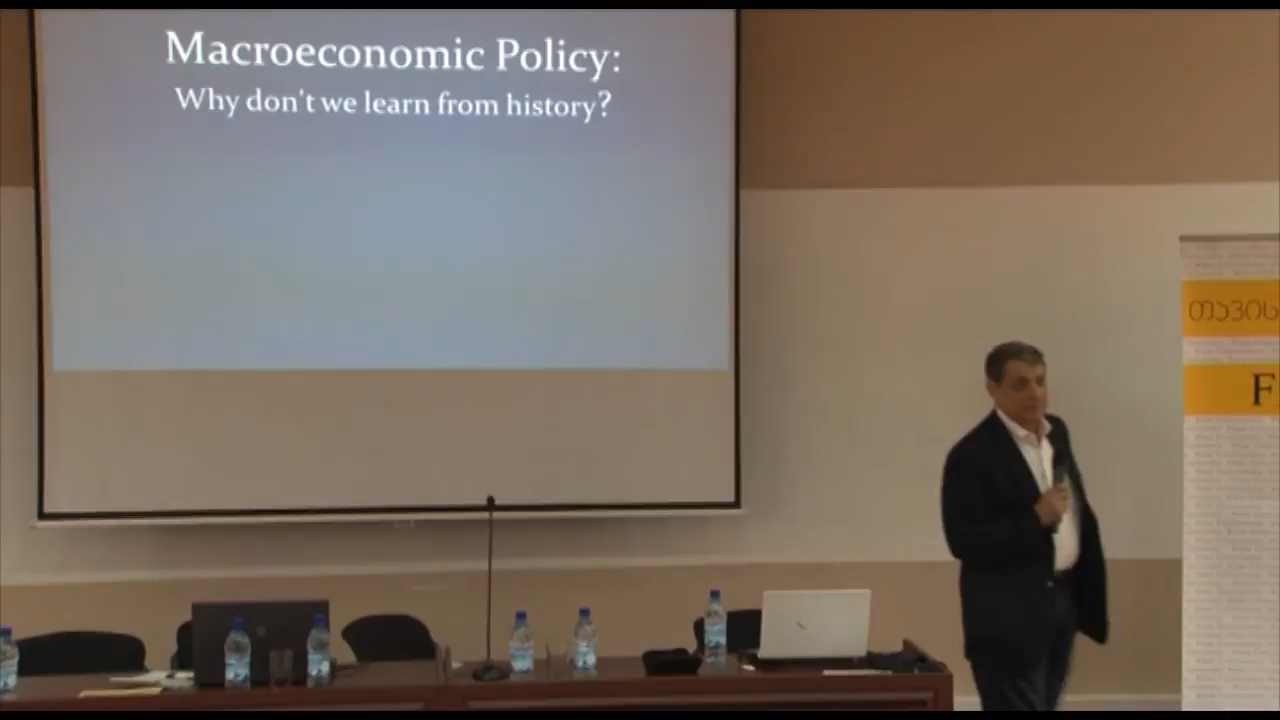 Macroeconomic Policy:
Why don't we learn from history?
თავის
F